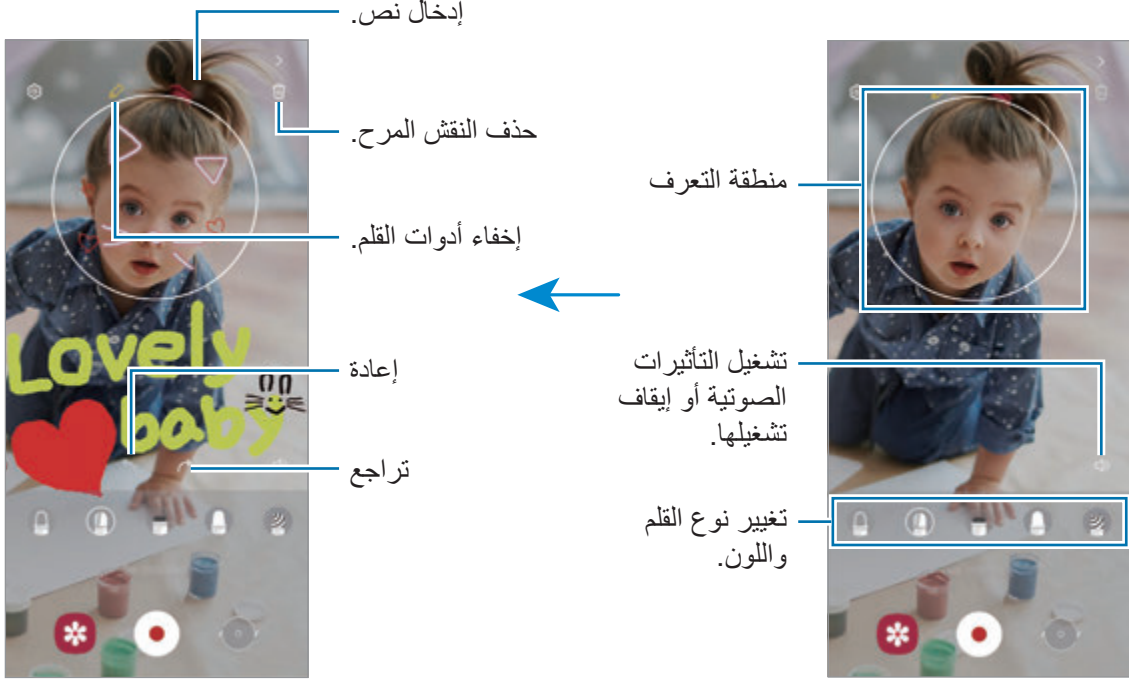 منطقة التعرف
تشغيل التأثيرات
الصوتية أو إيقاف
تشغيلها.
تغيير نوع القلم
واللون.
إدخال نص.
حذف النقش المرح.
إخفاء أدوات القلم.
إعادة
تراجع
Lovely
baby